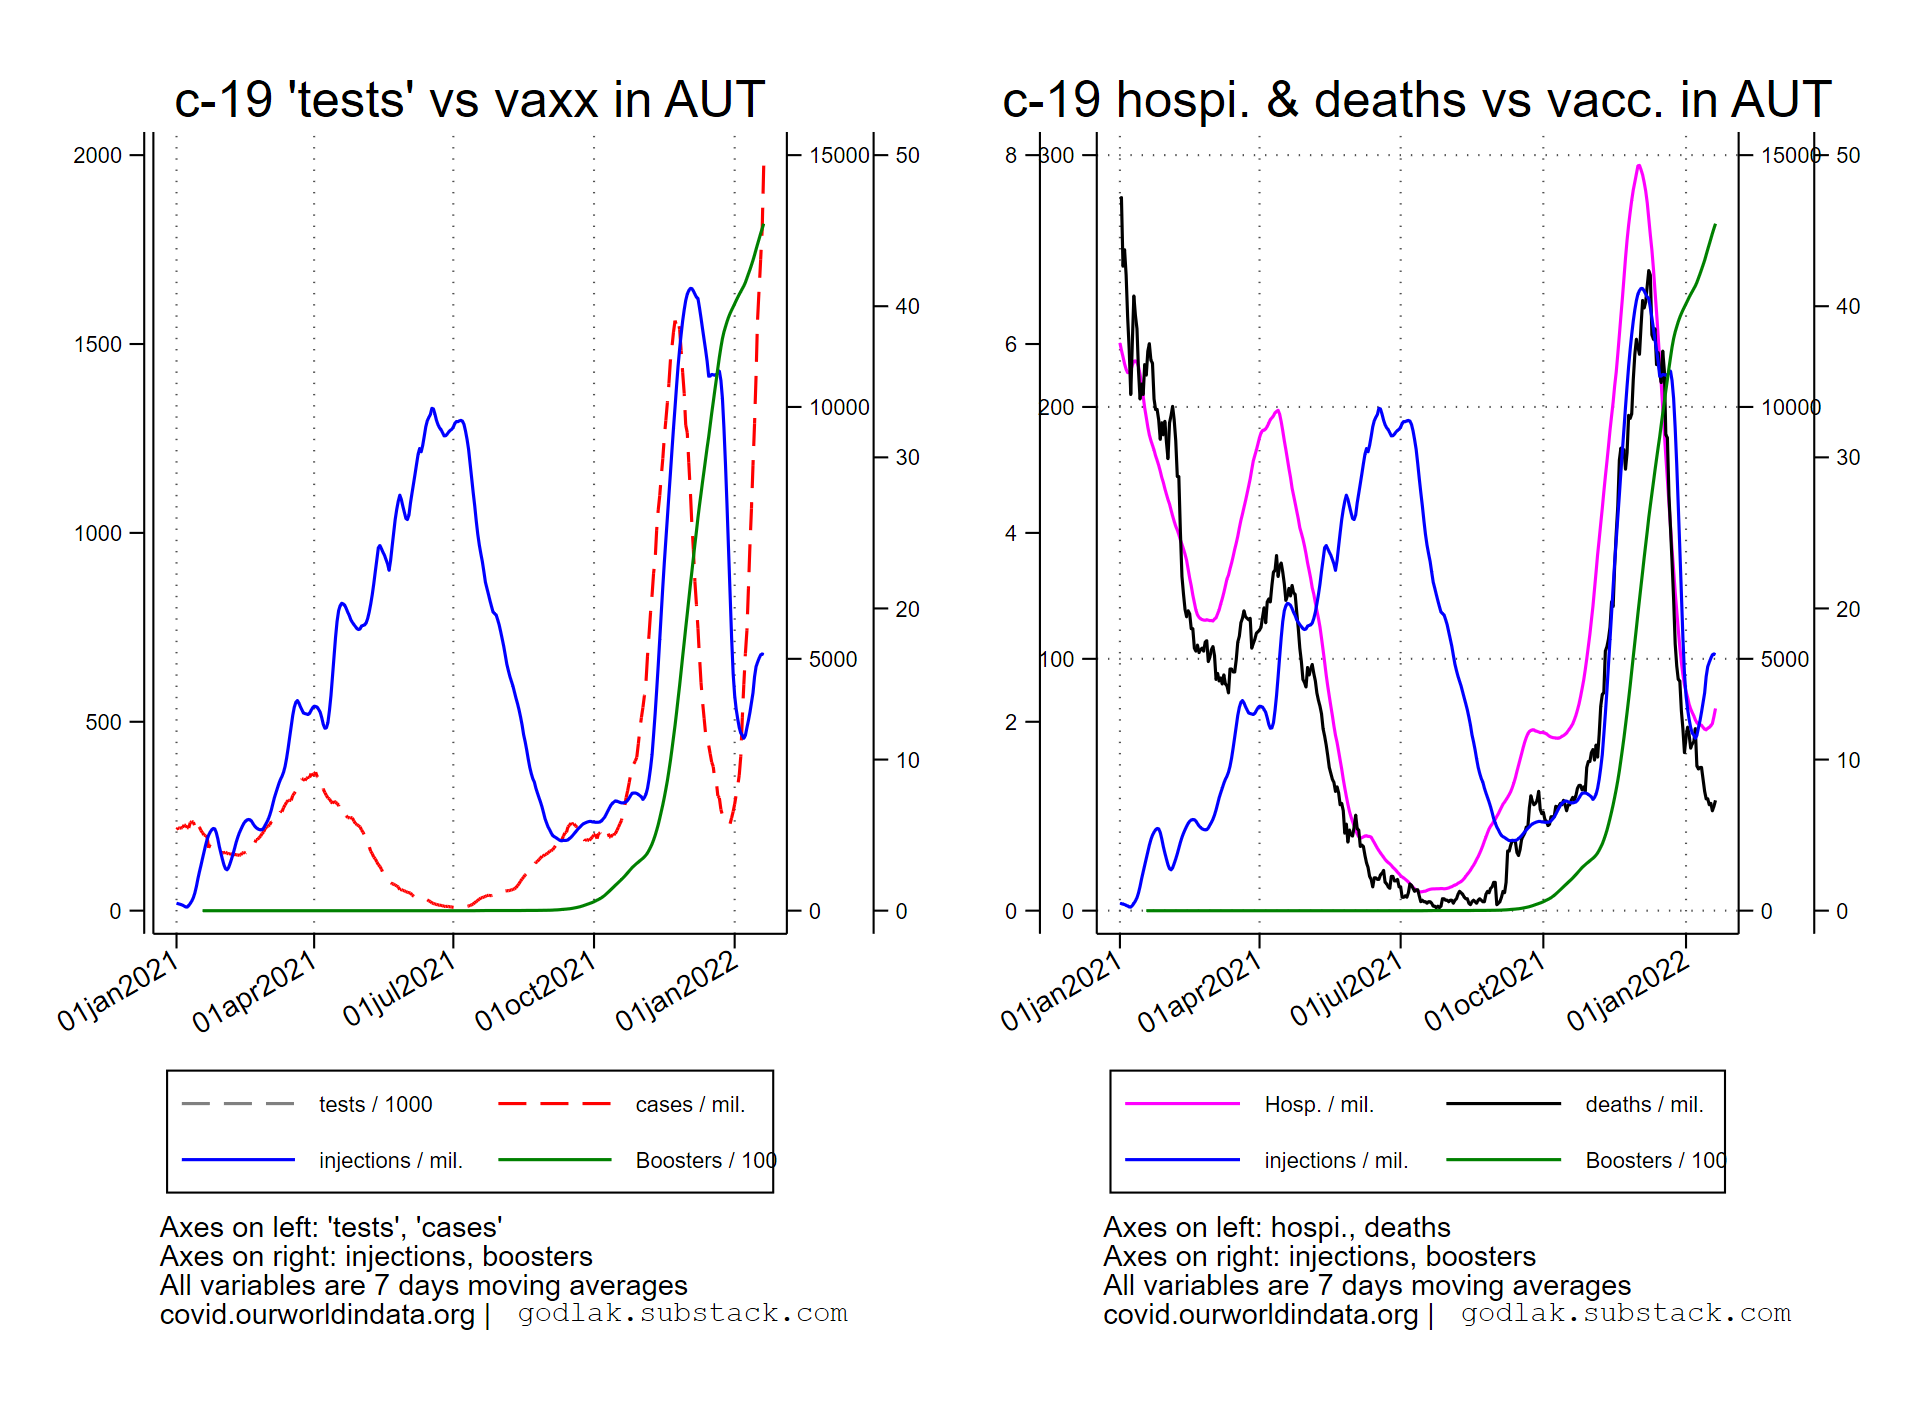 c-19 'tests' vs vaxx in AUT
2000
1500
1000
500
0
15000
10000
5000
0
50
40
30
20
10
0
01jan2021
01apr2021
01jul2021
01oct2021
01jan2022
tests / 1000
cases / mil.
injections / mil.
Boosters / 100
Axes on left: 'tests', 'cases'
Axes on right: injections, boosters
All variables are 7 days moving averages
covid.ourworldindata.org | godlak.substack.com
c-19 hospi. & deaths vs vacc. in AUT
8
6
4
2
0
300
200
100
0
15000
10000
5000
0
50
40
30
20
10
0
01jan2021
01apr2021
01jul2021
01oct2021
01jan2022
Hosp. / mil.
deaths / mil.
injections / mil.
Boosters / 100
Axes on left: hospi., deaths
Axes on right: injections, boosters
All variables are 7 days moving averages
covid.ourworldindata.org | godlak.substack.com